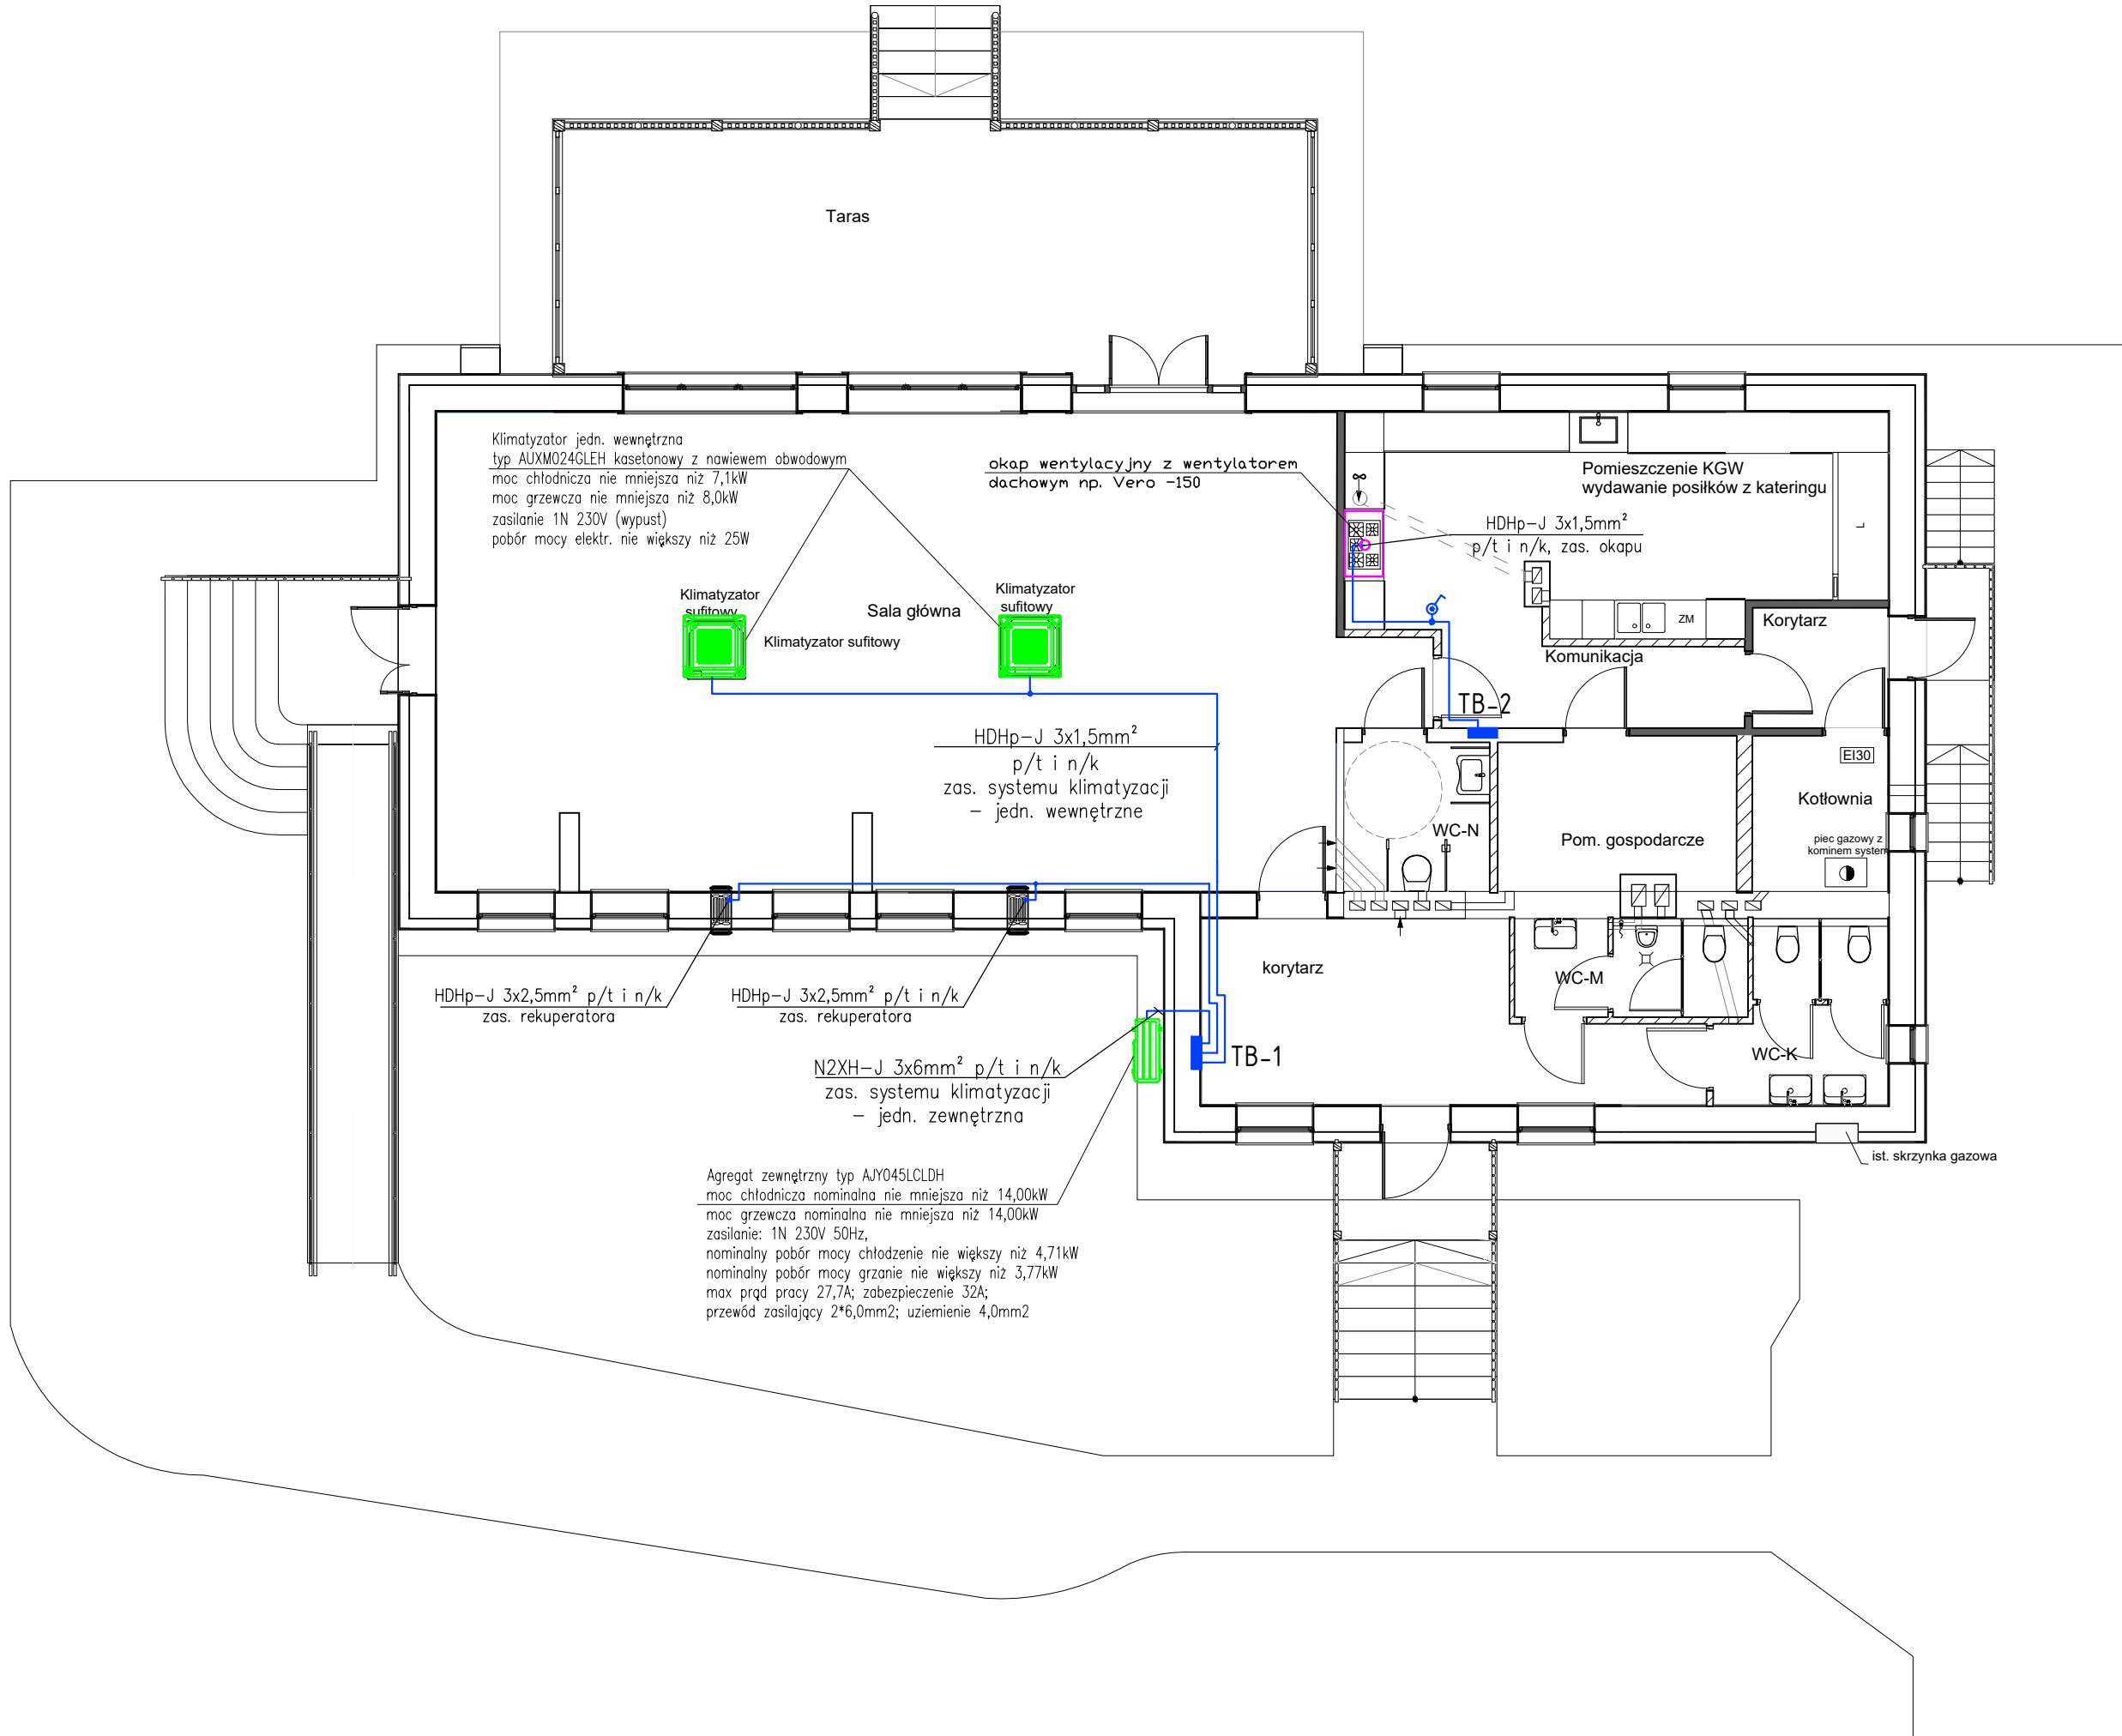 Taras
Klimatyzator jedn. wewnętrzna
typ AUXM024GLEH kasetonowy z nawiewem obwodowym
moc chłodnicza nie mniejsza niż 7,1kW
moc grzewcza nie mniejsza niż 8,0kW
zasilanie 1N 230V (wypust)
pobór mocy elektr. nie większy niż 25W
okap wentylacyjny z wentylatorem
dachowym np. Vero -150
Pomieszczenie KGW
wydawanie posiłków z kateringu
HDHp-J 3x1,5mm²
p/t i n/k, zas. okapu
L
Klimatyzator
sufitowy
Klimatyzator sufitowy
Sala główna
Klimatyzator
sufitowy
ZM
Korytarz
Komunikacja
TB-2
HDHp-J 3x1,5mm²
p/t i n/k
zas. systemu klimatyzacji
- jedn. wewnętrzne
EI30
Kotłownia
piec gazowy z
kominem system
WC-N
Pom. gospodarcze
korytarz
WC-M
WC-K
HDHp-J 3x2,5mm² p/t i n/k
zas. rekuperatora
HDHp-J 3x2,5mm² p/t i n/k
zas. rekuperatora
N2XH-J 3x6mm² p/t i n/k
zas. systemu klimatyzacji
- jedn. zewnętrzna
TB-1
ist. skrzynka gazowa
Agregat zewnętrzny typ AJY045LCLDH
moc chłodnicza nominalna nie mniejsza niż 14,00kW
moc grzewcza nominalna nie mniejsza niż 14,00kW
zasilanie: 1N 230V 50Hz,
nominalny pobór mocy chłodzenie nie większy niż 4,71kW
nominalny pobór mocy grzanie nie większy niż 3,77kW
max prąd pracy 27,7A; zabezpieczenie 32A;
przewód zasilający 2*6,0mm2; uziemienie 4,0mm2